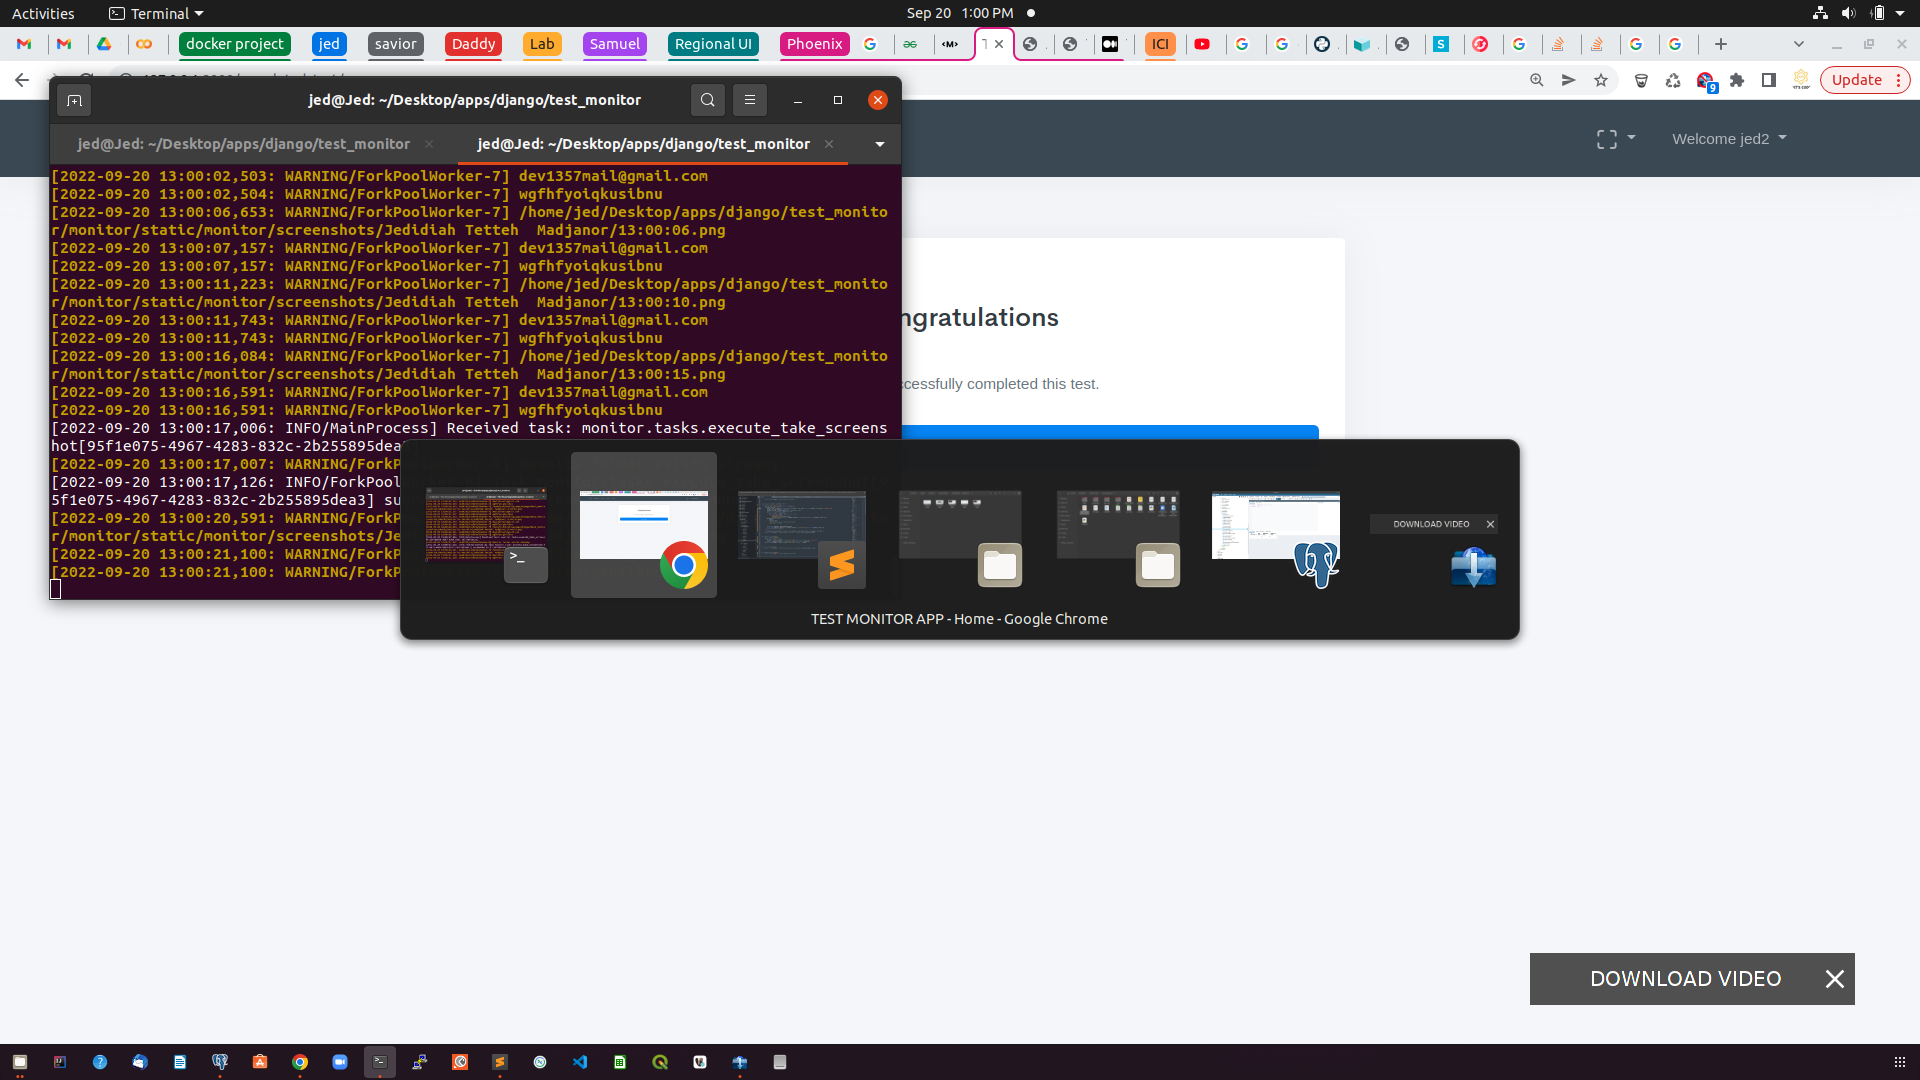 Activities
Terminal
Sep 20 1:00 PM
docker project
jed
savior
Daddy
Lab
Samuel
Regional UI
Phoenix
ICI
9
Update
jed@Jed: ~/Desktop/apps/django/test_monitor
jed@Jed: ~/Desktop/apps/django/test_monitor
jed@Jed: ~/Desktop/apps/django/test_monitor
Welcome jed2
[2022-09-20 13:00:02,503: WARNING/ForkPoolWorker-7] dev1357mail@gmail.com
[2022-09-20 13:00:02,504: WARNING/ForkPoolWorker-7] wgfhfyoiqkusibnu
[2022-09-20 13:00:06,653: WARNING/ForkPoolWorker-7] /home/jed/Desktop/apps/django/test_monito
r/monitor/static/monitor/screenshots/Jedidiah Tetteh  Madjanor/13:00:06.png
[2022-09-20 13:00:07,157: WARNING/ForkPoolWorker-7] dev1357mail@gmail.com
[2022-09-20 13:00:07,157: WARNING/ForkPoolWorker-7] wgfhfyoiqkusibnu
[2022-09-20 13:00:11,223: WARNING/ForkPoolWorker-7] /home/jed/Desktop/apps/django/test_monito
r/monitor/static/monitor/screenshots/Jedidiah Tetteh  Madjanor/13:00:10.png
[2022-09-20 13:00:11,743: WARNING/ForkPoolWorker-7] dev1357mail@gmail.com
[2022-09-20 13:00:11,743: WARNING/ForkPoolWorker-7] wgfhfyoiqkusibnu
[2022-09-20 13:00:16,084: WARNING/ForkPoolWorker-7] /home/jed/Desktop/apps/django/test_monito
r/monitor/static/monitor/screenshots/Jedidiah Tetteh  Madjanor/13:00:15.png
[2022-09-20 13:00:16,591: WARNING/ForkPoolWorker-7] dev1357mail@gmail.com
[2022-09-20 13:00:16,591: WARNING/ForkPoolWorker-7] wgfhfyoiqkusibnu
[2022-09-20 13:00:17,006: INFO/MainProcess] Received task: monitor.tasks.execute_take_screens
hot[95f1e075-4967-4283-832c-2b255895dea
[2022-09-20 13:00:17,007: WARNING/ForkP
[2022-09-20 13:00:17,126: INFO/ForkPool
5f1e075-4967-4283-832c-2b255895dea3] su
[2022-09-20 13:00:20,591: WARNING/ForkP
r/monitor/static/monitor/screenshots/Je
[2022-09-20 13:00:21,100: WARNING/ForkP
[2022-09-20 13:00:21,100: WARNING/ForkP
ngratulations
ccessfully completed this test.
DOWNLOAD VIDEO
TEST MONITOR APP - Home - Google Chrome
DOWNLOAD VIDEO